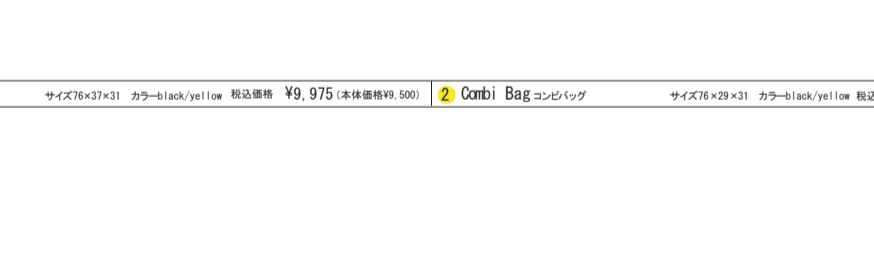 サイズ76×37×31 カラーblack/yellow 税込価格 ¥9,975(本体価格¥9,500) 2 Combi Bag コンビバッグ サイズ76×29×31 カラーblack/yellow 税込